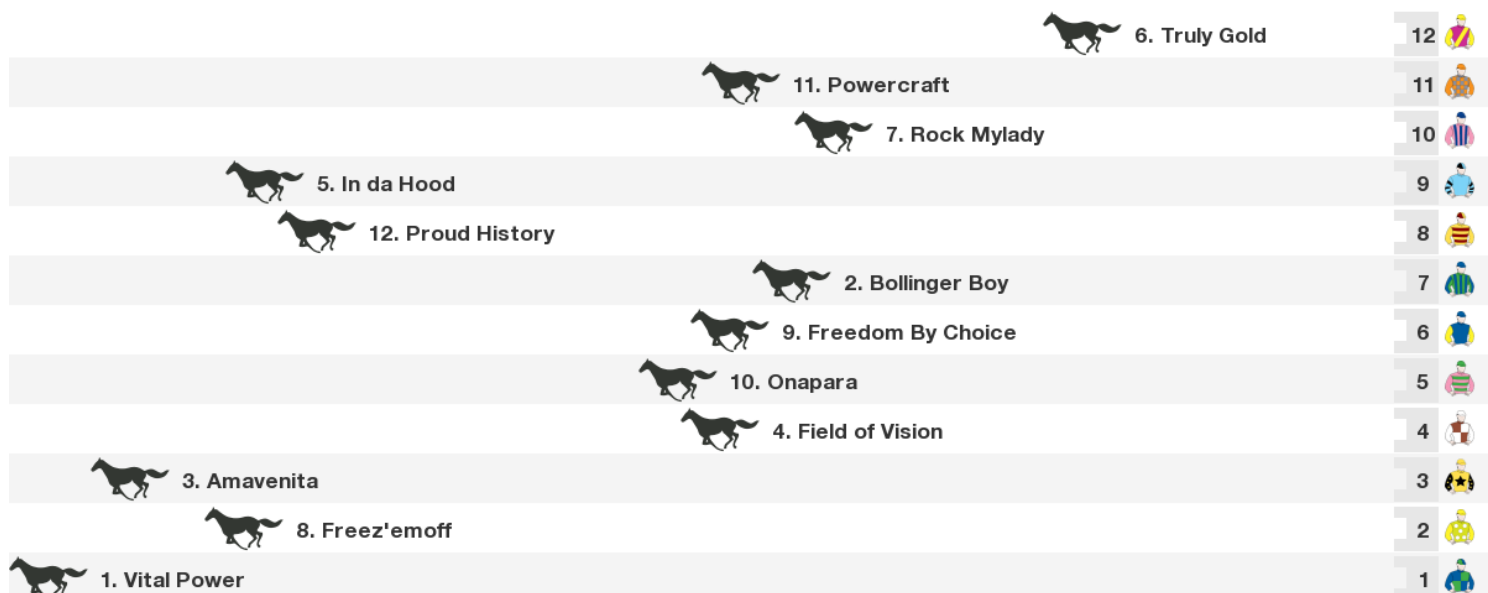 6. Truly Gold 12
11. Powercraft 11
7. Rock Mylady 10
5. In da Hood 9
12. Proud History 8
2. Bollinger Boy 7
9. Freedom By Choice 6
10. Onapara 5
4. Field of Vision 4
3. Amavenita 3
8. Freez'emoff 2
1. Vital Power 1